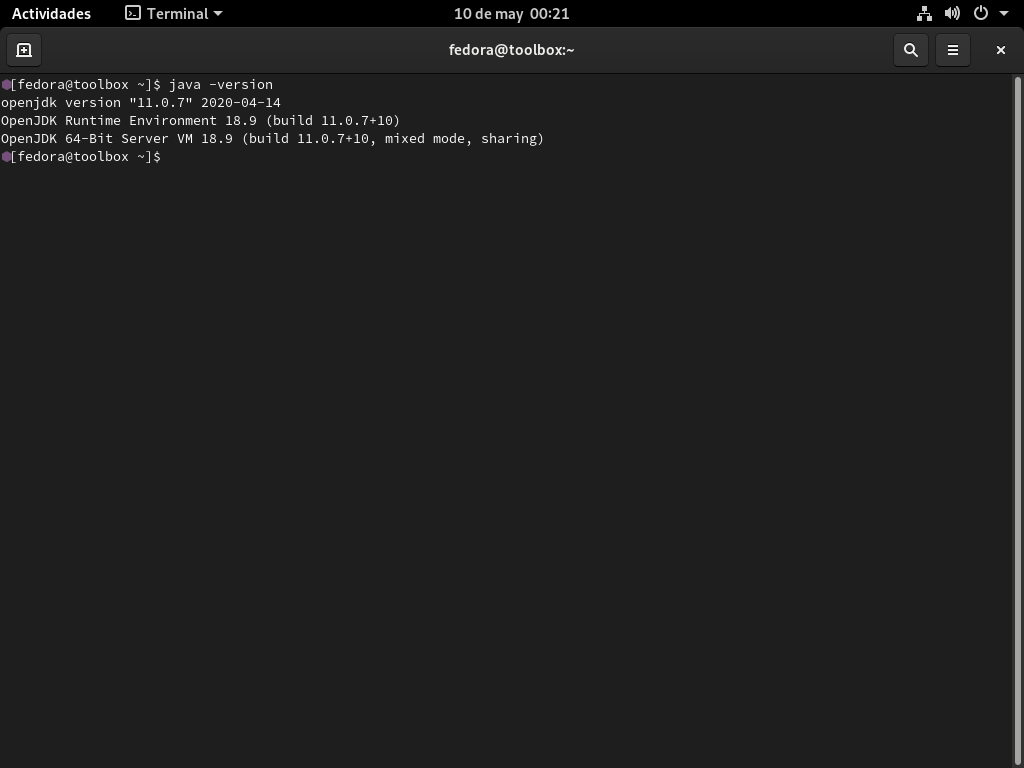 Actividades Terminal 10 de may 00:21
fedora@toolbox:~
[fedora@toolbox ~]$ java -version
openjdk version "11.0.7" 2020-04-14
OpenJDK Runtime Environment 18.9 (build 11.0.7+10)
OpenJDK 64-Bit Server VM 18.9 (build 11.0.7+10, mixed mode, sharing)
[fedora@toolbox ~]$